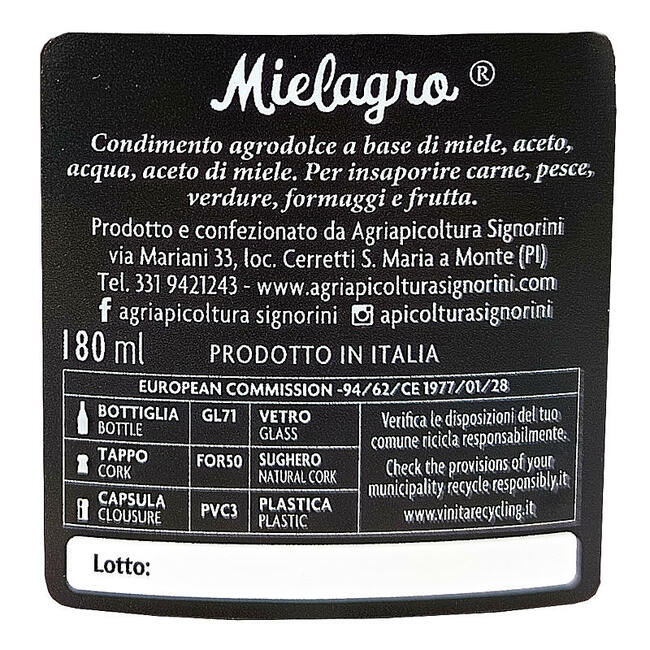 Mielagro ®
Condimento agrodolce a base di miele, aceto,
acqua, aceto di miele. Per insaporire carne, pesce,
verdure, formaggi e frutta.
Prodotto e confezionato da Agriapicoltura Signorini
via Mariani 33, loc. Cerretti S. Maria a Monte (PI)
Tel. 331 9421243 - www.agriapicolturasignorini.com
f agriapicoltura signorini apicolturasignorini
180 ml PRODOTTO IN ITALIA
EUROPEAN COMMISSION -94/62/CE 1977/01/28
BOTTIGLIA GL71 VETRO
BOTTLE GLASS
TAPPO FOR50 SUGHERO
CORK NATURAL CORK
CAPSULA PVC3 PLASTICA
CLOUSURE PLASTIC
Verifica le disposizioni del tuo
comune ricicla responsabilmente.
Check the provisions of your
municipality recycle responsibly.it
www.vinitarecycling.it
Lotto: